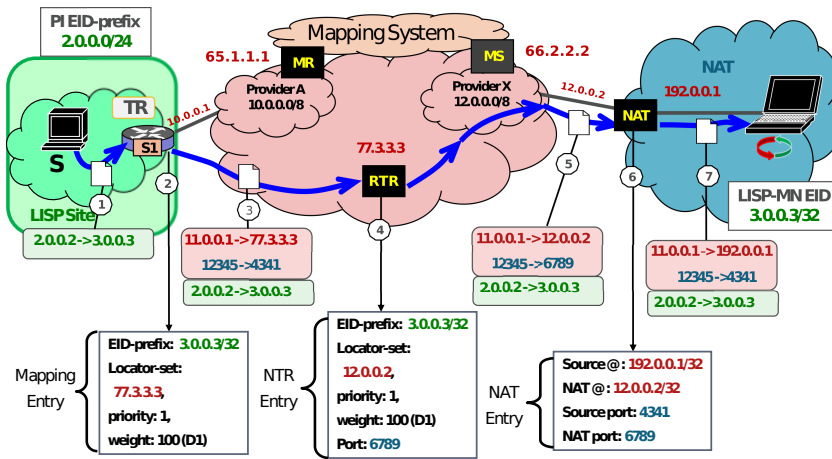 PI EID-prefix
2.0.0.0/24
Mapping System
65.1.1.1
MR
MS
66.2.2.2
Provider A
10.0.0.0/8
Provider X
12.0.0.0/8
12.0.0.2
NAT
192.0.0.1
NAT
TR
10.0.0.1
S1
S
LISP Site
77.3.3.3
RTR
1
2
3
4
5
6
7
LISP-MN EID
3.0.0.3/32
2.0.0.2->3.0.0.3
11.0.0.1->77.3.3.3
12345->4341
2.0.0.2->3.0.0.3
11.0.0.1->12.0.0.2
12345->6789
2.0.0.2->3.0.0.3
11.0.0.1->192.0.0.1
12345->4341
2.0.0.2->3.0.0.3
Mapping
Entry
EID-prefix: 3.0.0.3/32
Locator-set:
77.3.3.3,
priority: 1,
weight: 100 (D1)
NTR
Entry
EID-prefix: 3.0.0.3/32
Locator-set:
12.0.0.2,
priority: 1,
weight: 100 (D1)
Port: 6789
NAT
Entry
Source @: 192.0.0.1/32
NAT @: 12.0.0.2/32
Source port: 4341
NAT port: 6789